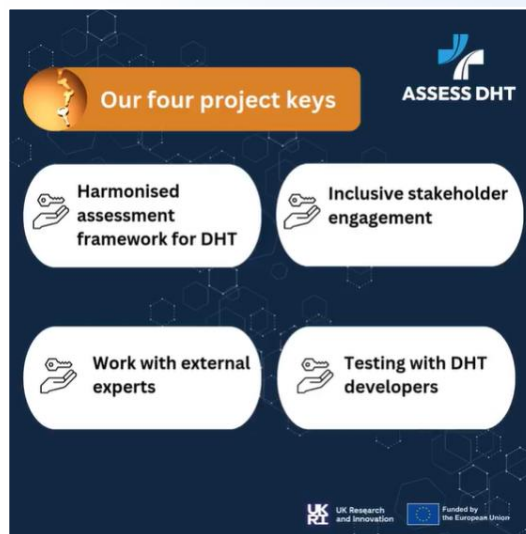 ASSESS DHT
Our four project keys
Harmonised
assessment
framework for DHT
Inclusive stakeholder
engagement
Work with external
experts
Testing with DHT
developers
UKRI
UK Research
and Innovation
Funded by
the European Union